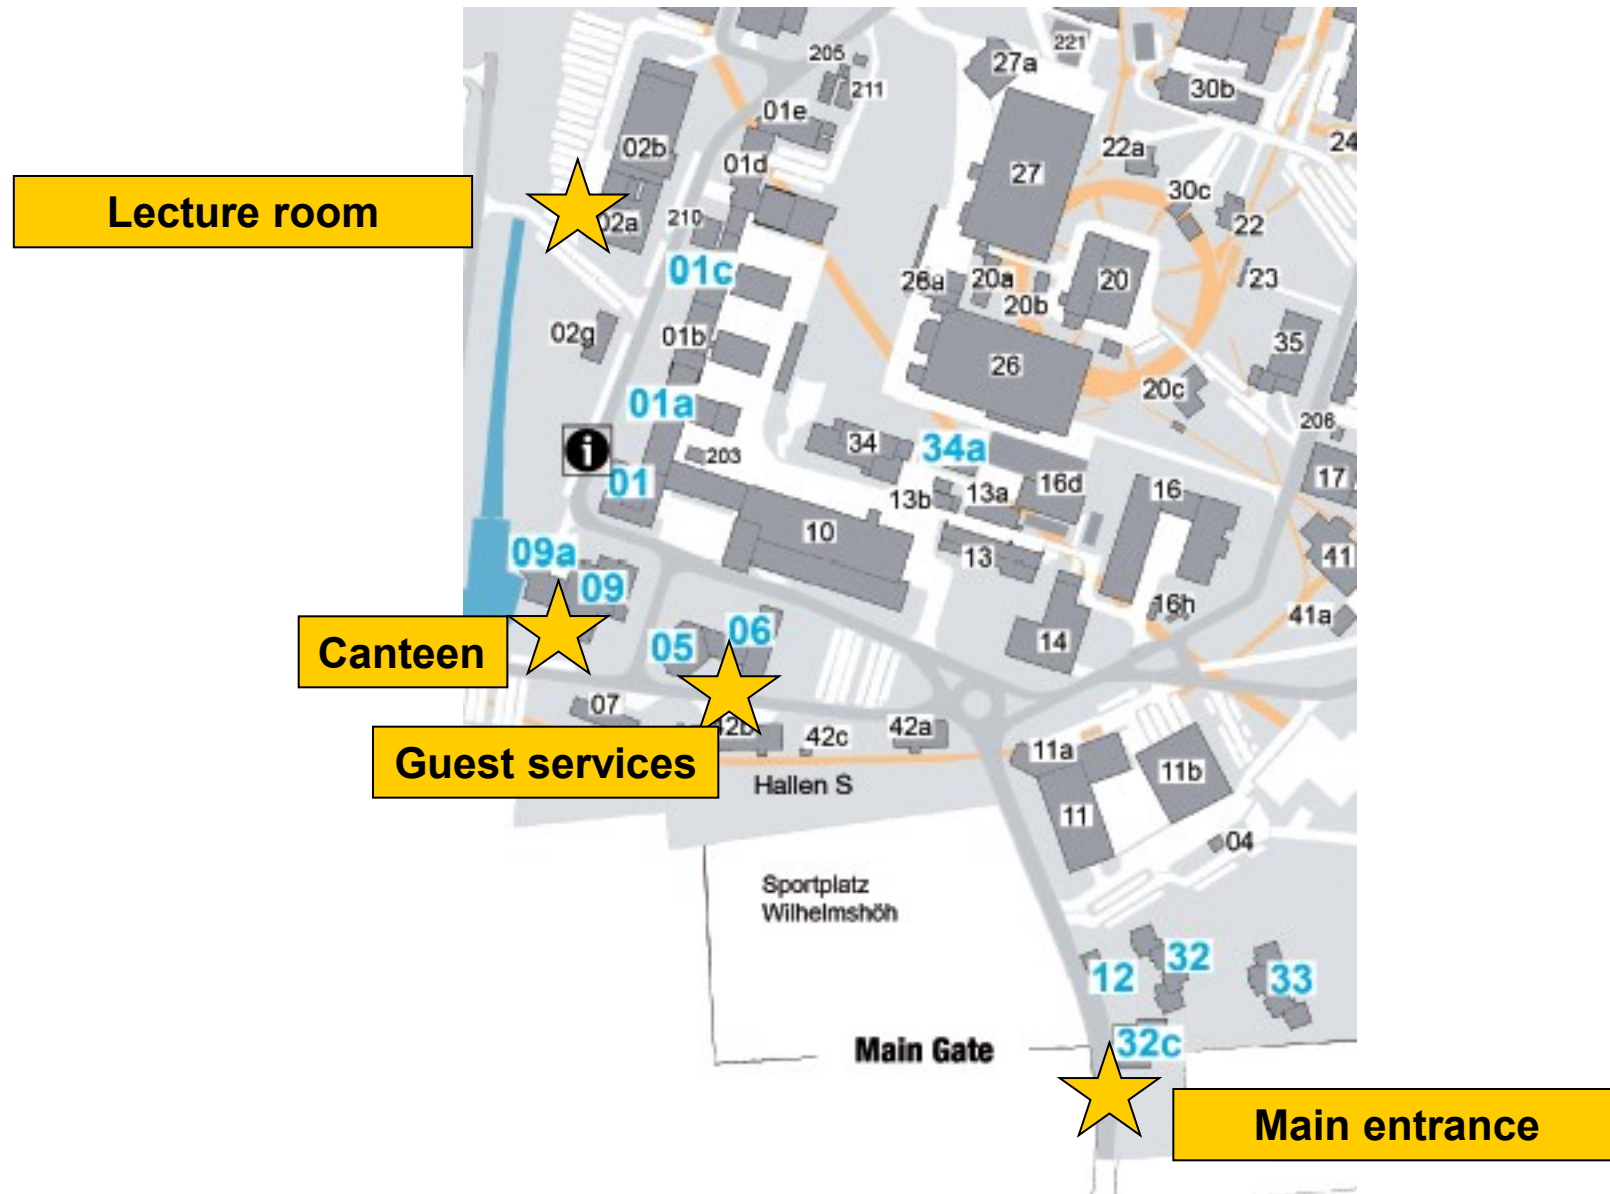 205
221
27a
211
30b
01e
02b
22a
24
01d
27
30c
Lecture room
02a
210
22
01c
26a
20a
20
23
20b
02g
01b
26
35
20c
01a
206
i
34
34a
203
01
17
13b
13a
16d
16
10
09a
13
41
09
16h
41a
Canteen
05
06
14
07
42b
42c
42a
11a
Guest services
11b
Hallen S
11
04
Sportplatz
Wilhelmshöh
12
32
33
Main Gate
32c
Main entrance